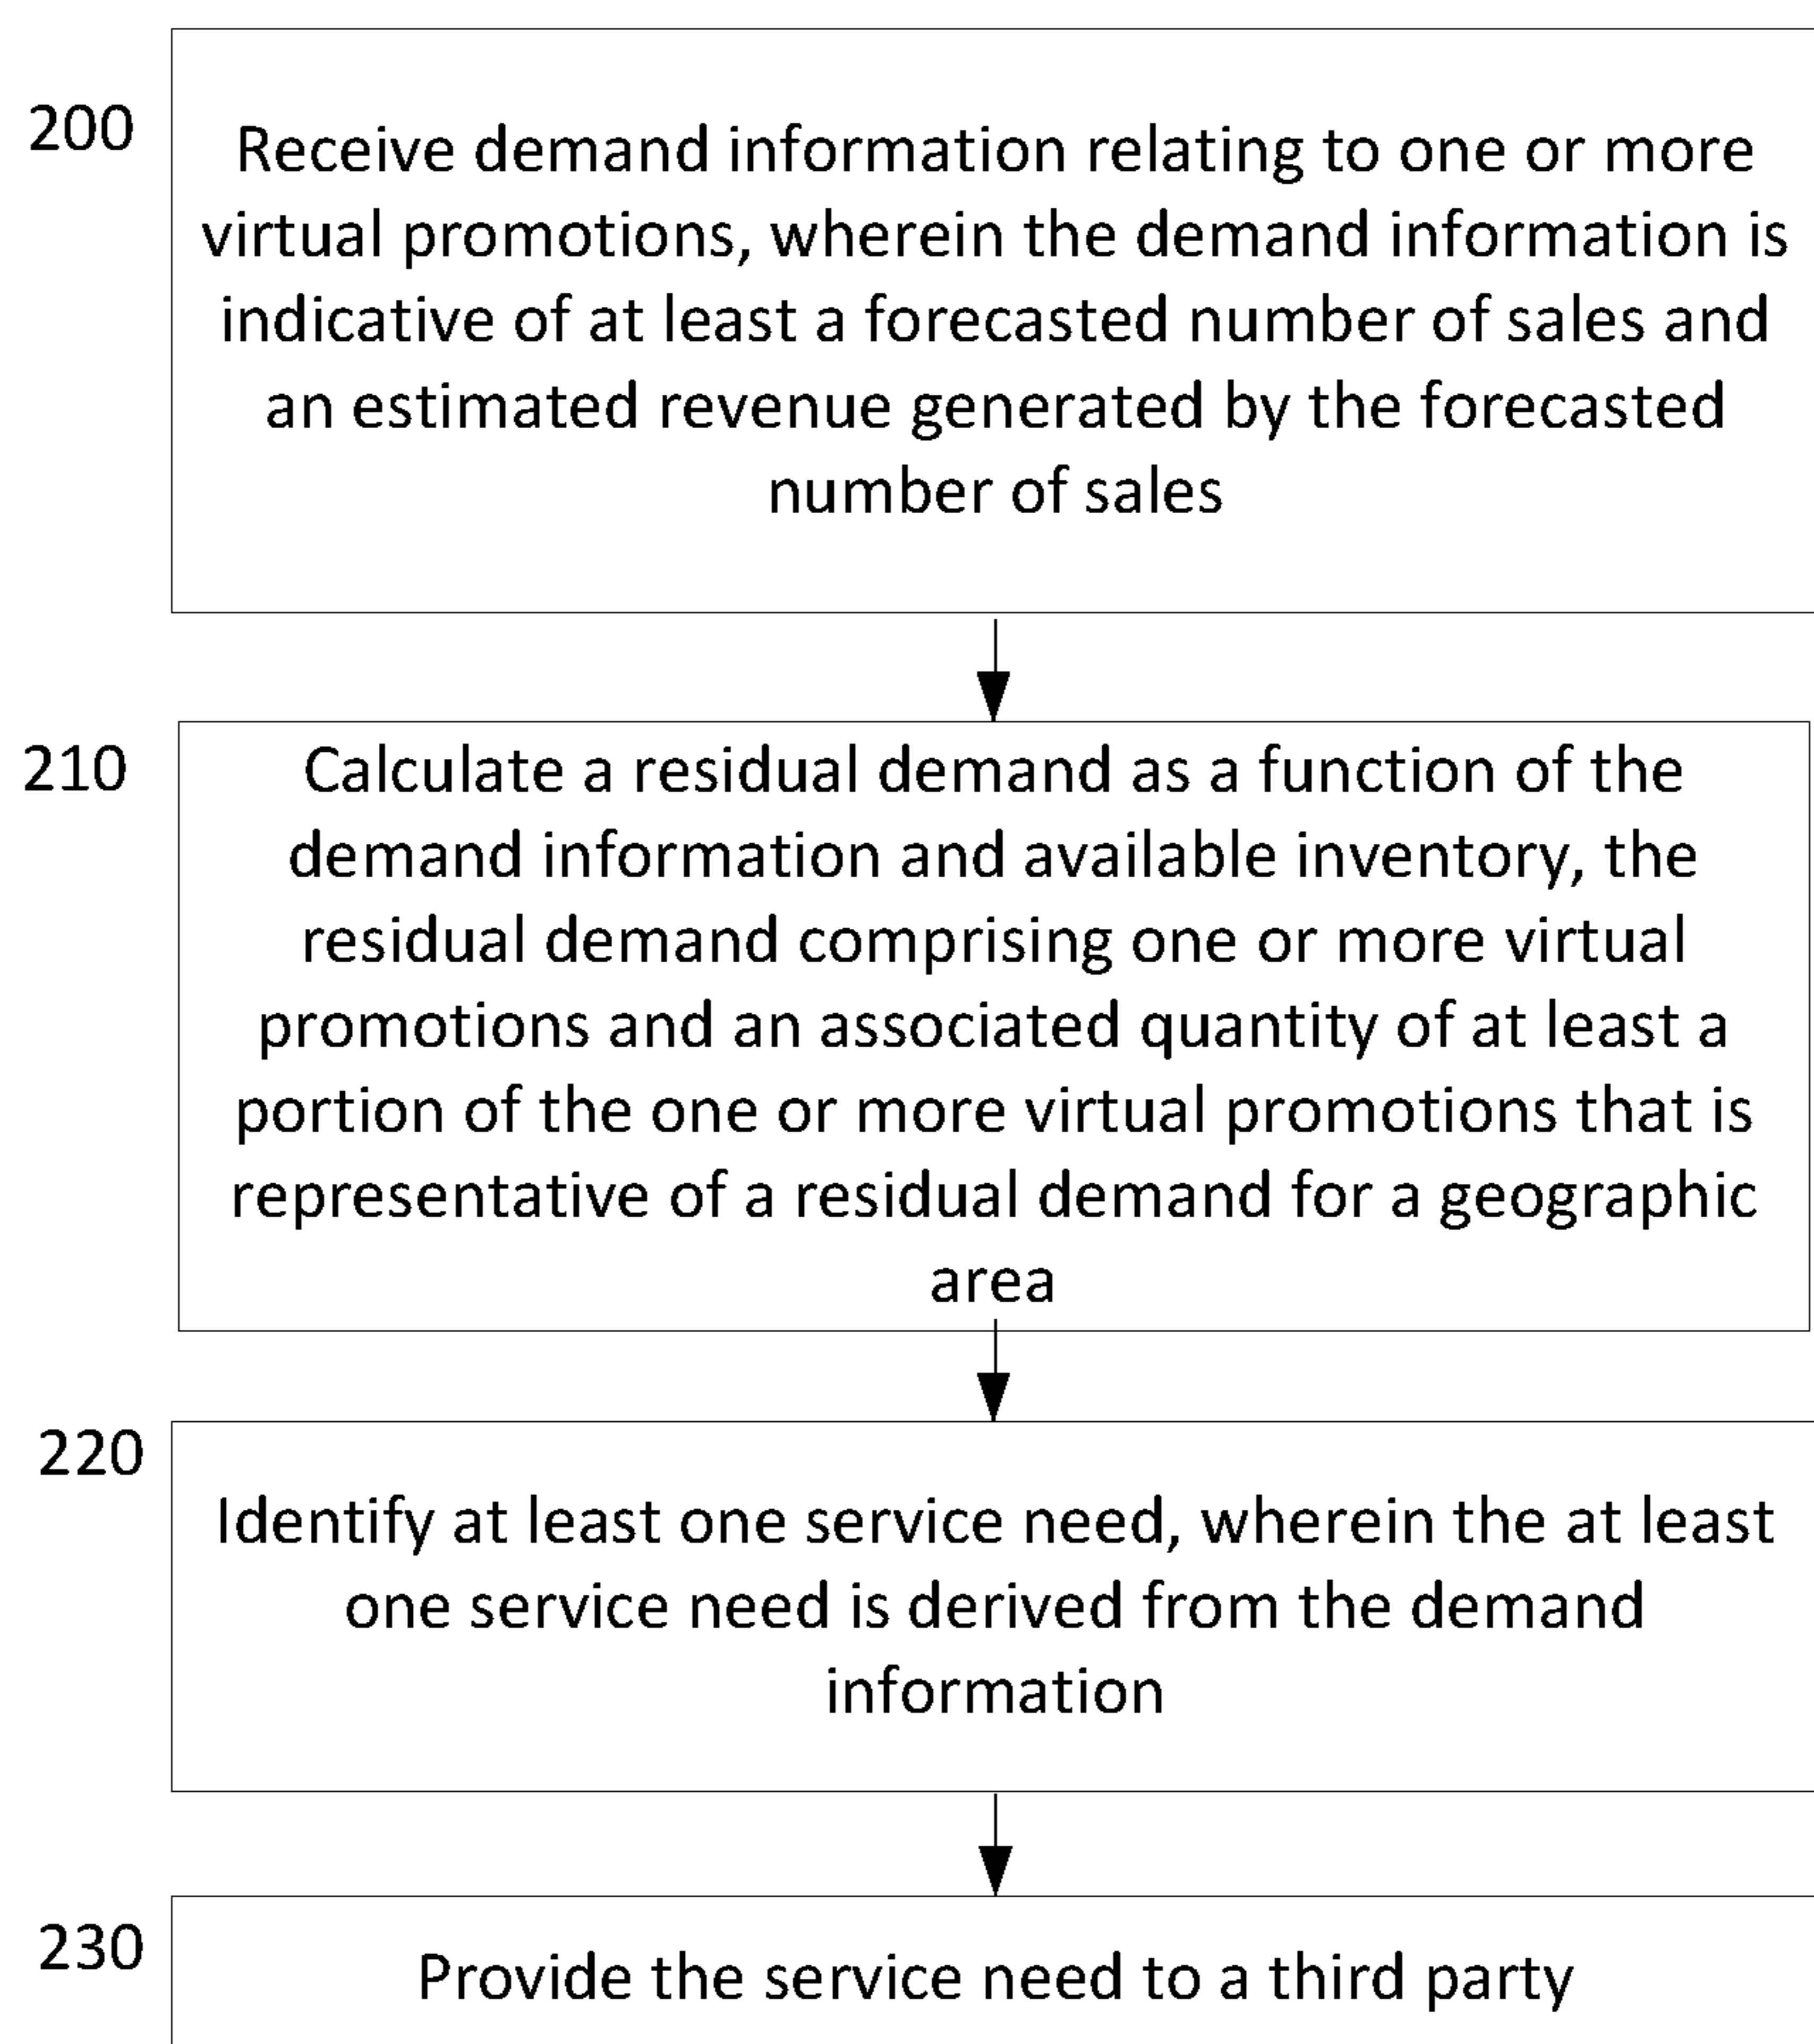 200
Receive demand information relating to one or more
virtual promotions, wherein the demand information is
indicative of at least a forecasted number of sales and
an estimated revenue generated by the forecasted
number of sales
210
Calculate a residual demand as a function of the
demand information and available inventory, the
residual demand comprising one or more virtual
promotions and an associated quantity of at least a
portion of the one or more virtual promotions that is
representative of a residual demand for a geographic
area
220
Identify at least one service need, wherein the at least
one service need is derived from the demand
information
230
Provide the service need to a third party